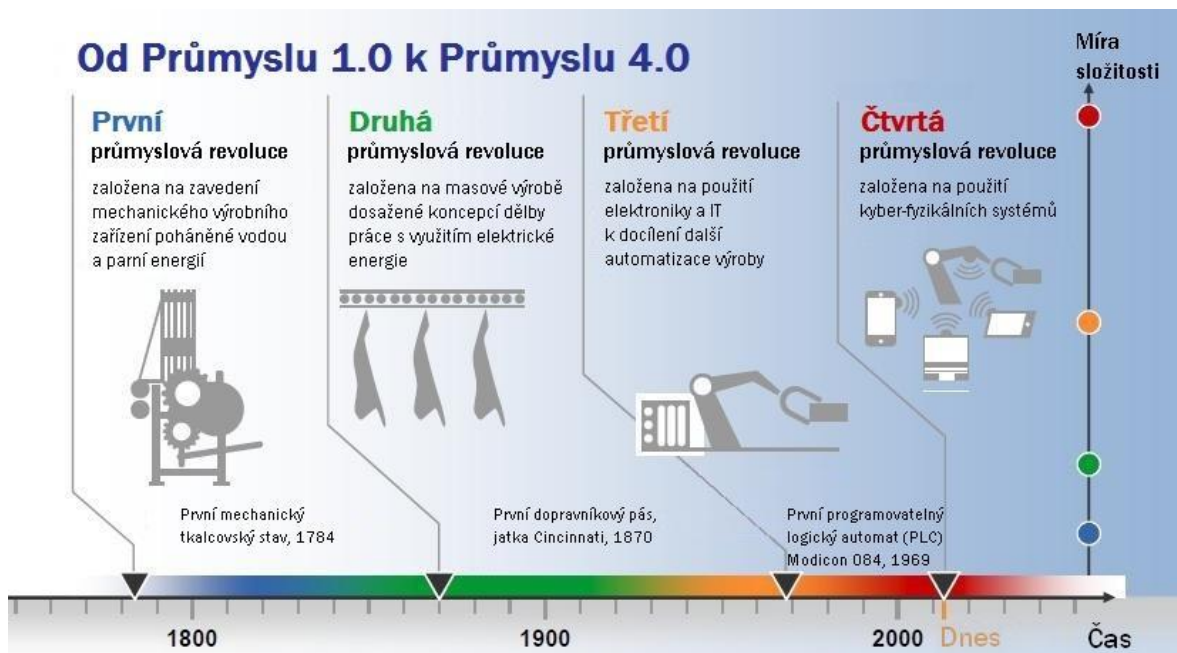 Od Průmyslu 1.0 k Průmyslu 4.0
Míra
složitosti
První
průmyslová revoluce
založena na zavedení
mechanického výrobního
zařízení poháněné vodou
a parní energií
Druhá
průmyslová revoluce
založena na masové výrobě
dosažené koncepcí dělby
práce s využitím elektrické
energie
Třetí
průmyslová revoluce
založena na použití
elektroniky a IT
k docílení další
automatizace výroby
Čtvrtá
průmyslová revoluce
založena na použití
kyber-fyzikálních systémů
První mechanický
tkalcovský stav, 1784
První dopravníkový pás,
jatka Cincinnati, 1870
První programovatelný
logický automat (PLC)
Modicon 084, 1969
1800
1900
2000
Dnes
Čas